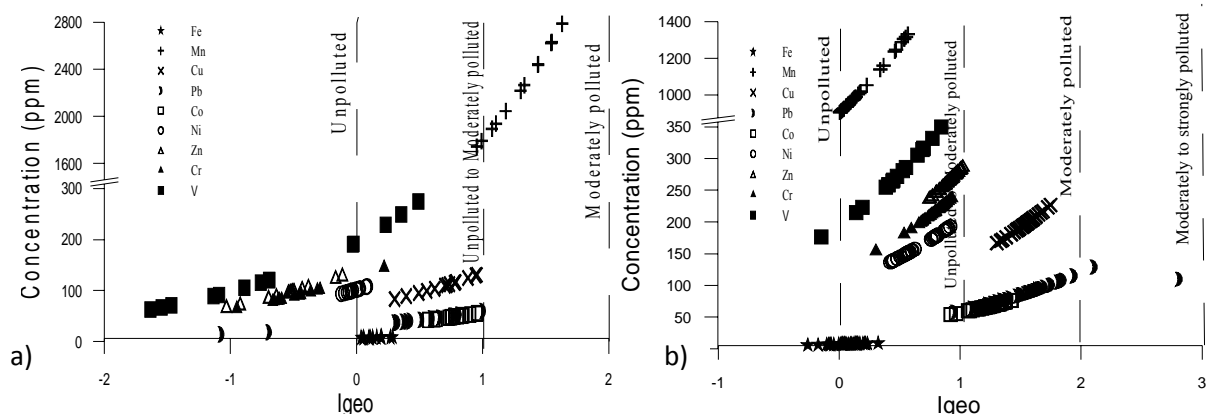 2800
2400
2000
1600
300
200
100
0
Concentration (ppm)
Fe
Mn
Cu
Pb
Co
Ni
Zn
Cr
V
Unpolluted
Unpolluted to Moderately polluted
Moderately polluted
-2
-1
0
1
2
Igeo
a)
1400
1200
1000
350
300
250
200
150
100
50
Concentration (ppm)
Fe
Mn
Cu
Pb
Co
Ni
Zn
Cr
V
Unpolluted
Unpolluted to Moderately polluted
Moderately polluted
Moderately to strongly polluted
-1
0
1
2
3
Igeo
b)